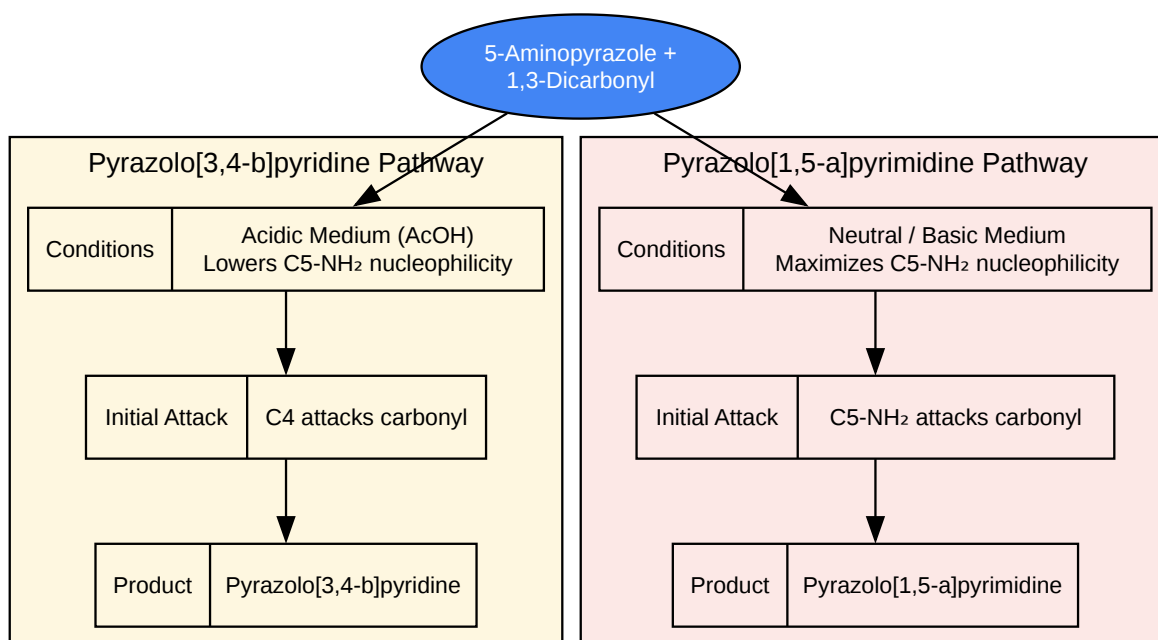 5-Aminopyrazole +
1,3-Dicarbonyl
Pyrazolo[3,4-b]pyridine Pathway
Conditions
Acidic Medium (AcOH)
Lowers C5-NH₂ nucleophilicity
Initial Attack
C4 attacks carbonyl
Product
Pyrazolo[3,4-b]pyridine
Pyrazolo[1,5-a]pyrimidine Pathway
Conditions
Neutral / Basic Medium
Maximizes C5-NH₂ nucleophilicity
Initial Attack
C5-NH₂ attacks carbonyl
Product
Pyrazolo[1,5-a]pyrimidine